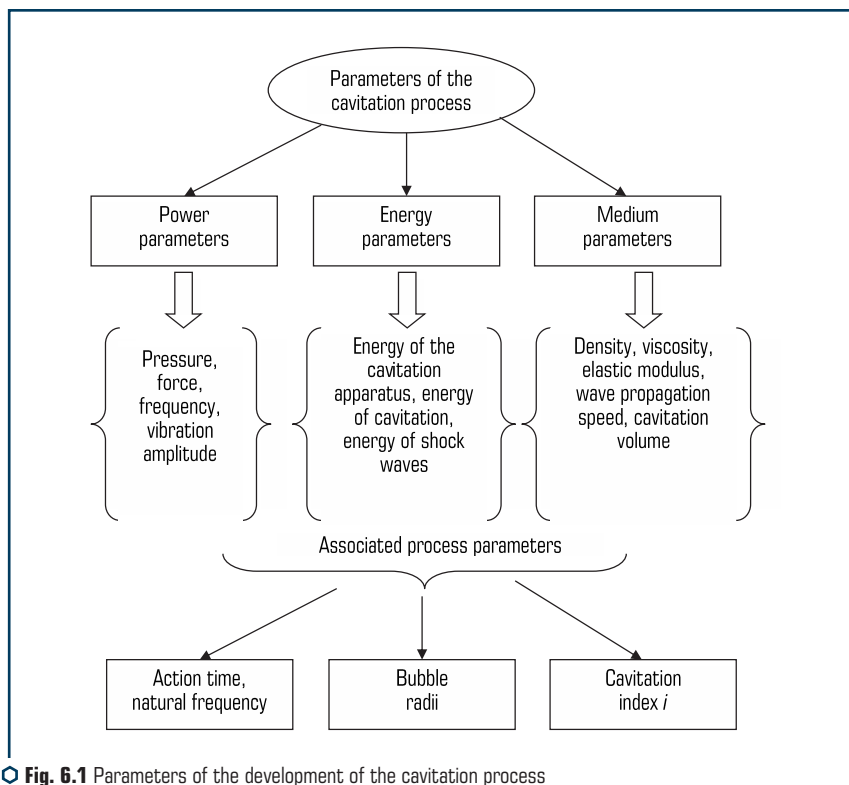 Parameters of the
cavitation process
Power
parameters
Energy
parameters
Medium
parameters
Pressure,
force,
frequency,
vibration
amplitude
Energy of the
cavitation
apparatus, energy
of cavitation,
energy of shock
waves
Density, viscosity,
elastic modulus,
wave propagation
speed, cavitation
volume
Associated process parameters
Action time,
natural frequency
Bubble
radii
Cavitation
index i
Fig. 6.1 Parameters of the development of the cavitation process